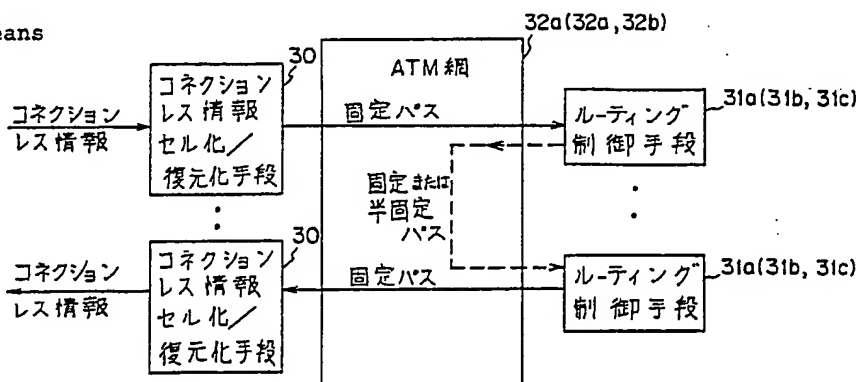 eans
32a(32a, 32b)
30
ATM網
コネクション
レス情報
コネクション
レス情報
セル化／
復元化手段
固定パス
31a(31b, 31c)
ルーティング
制御手段
固定または
半固定
パス
30
コネクション
レス情報
コネクション
レス情報
セル化／
復元化手段
固定パス
31a(31b, 31c)
ルーティング
制御手段